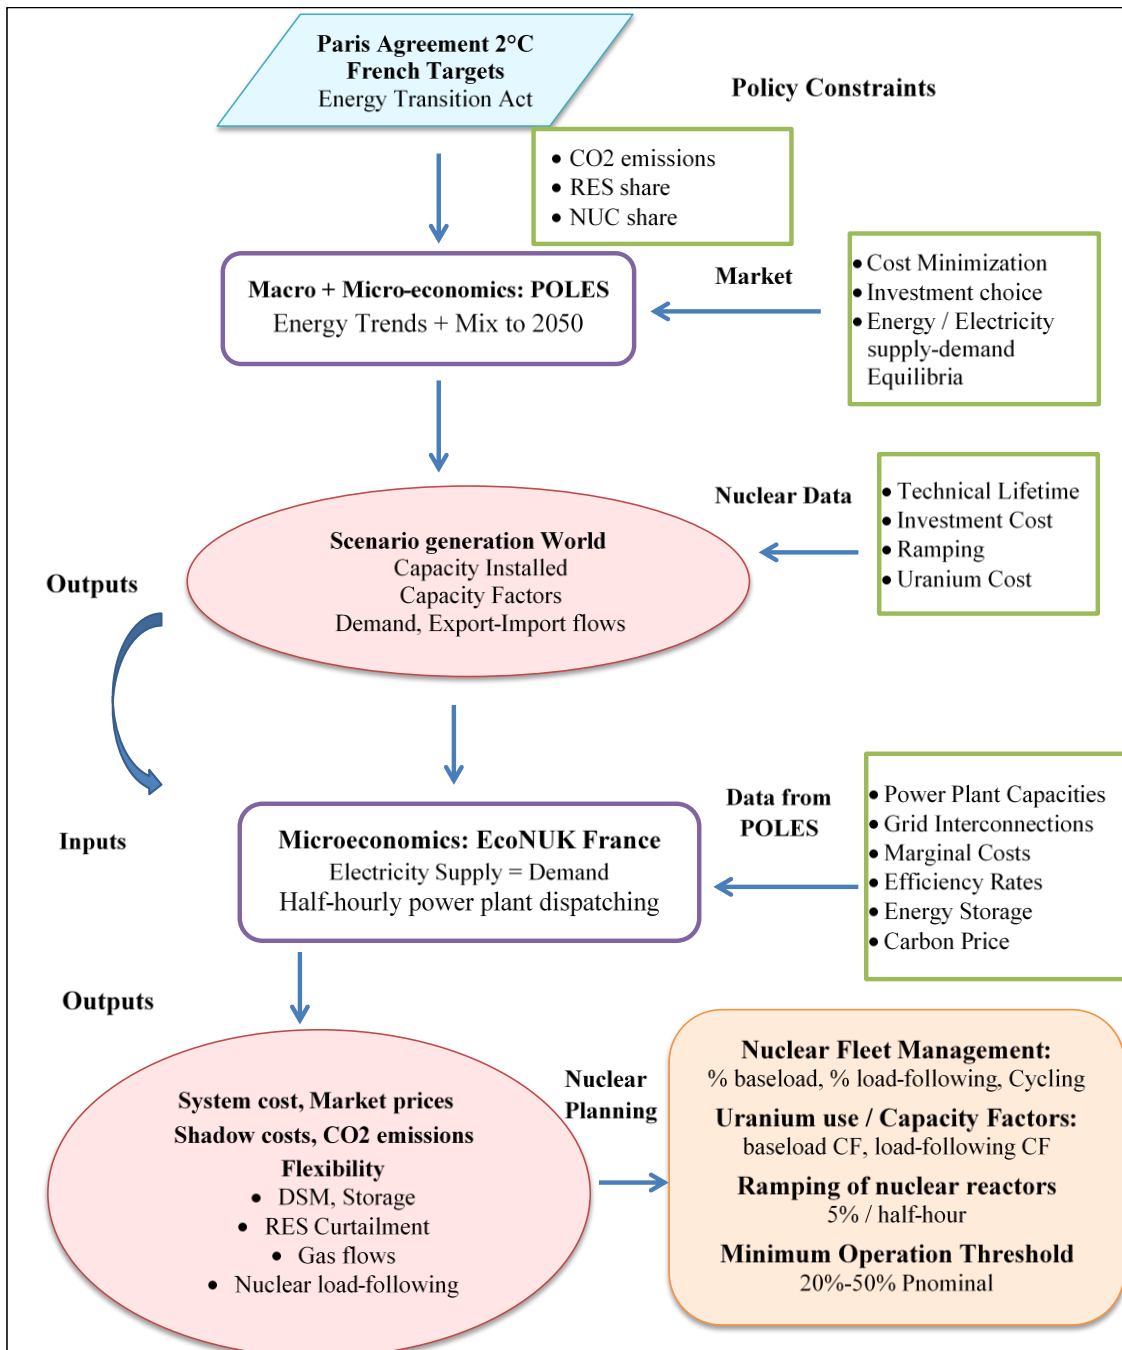 Paris Agreement 2°C
French Targets
Energy Transition Act
Policy Constraints
• CO2 emissions
• RES share
• NUC share
Macro + Micro-economics: POLES
Energy Trends + Mix to 2050
Market
• Cost Minimization
• Investment choice
• Energy / Electricity
supply-demand
Equilibria
Nuclear Data
• Technical Lifetime
• Investment Cost
• Ramping
• Uranium Cost
Scenario generation World
Capacity Installed
Capacity Factors
Demand, Export-Import flows
Outputs
Inputs
Microeconomics: EcoNUK France
Electricity Supply = Demand
Half-hourly power plant dispatching
Data from
POLES
• Power Plant Capacities
• Grid Interconnections
• Marginal Costs
• Efficiency Rates
• Energy Storage
• Carbon Price
Outputs
System cost, Market prices
Shadow costs, CO2 emissions
Flexibility
• DSM, Storage
• RES Curtailment
• Gas flows
• Nuclear load-following
Nuclear
Planning
Nuclear Fleet Management:
% baseload, % load-following, Cycling
Uranium use / Capacity Factors:
baseload CF, load-following CF
Ramping of nuclear reactors
5% / half-hour
Minimum Operation Threshold
20%-50% Pnominal